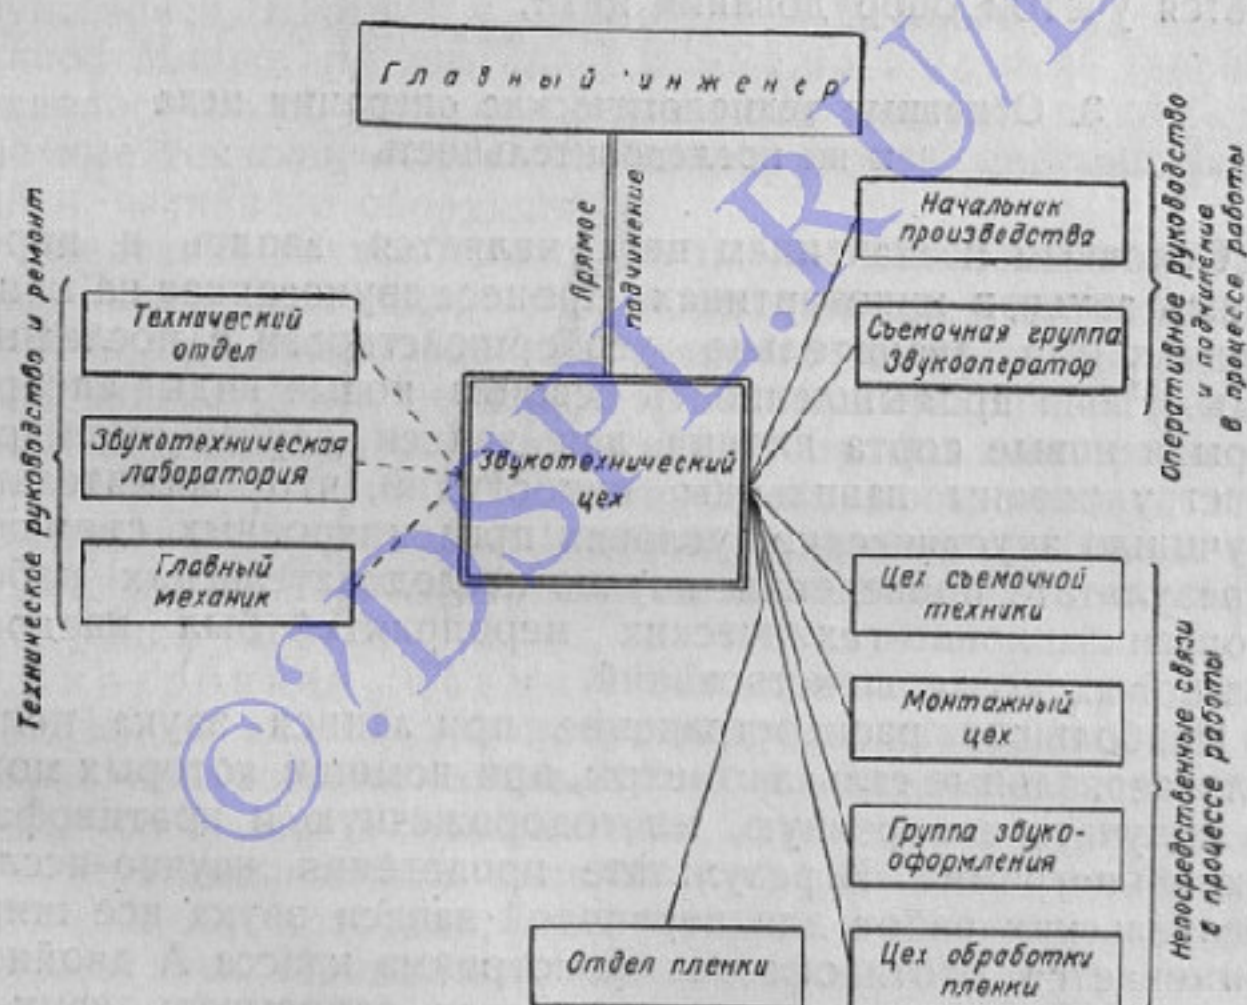 Главный инженер
Прямое
подчинение
Техническое руководство и ремонт
Технический
отдел
Звукотехническая
лаборатория
Главный
механик
Звукотехнический
цех
Начальник
производства
Съемочная группа
Звукооператор
Оперативное руководство
и подчинение
в процессе работы
Цех съемочной
техники
Монтажный
цех
Группа звуко-
оформления
Цех обработки
пленки
Отдел пленки
Непосредственные связи
в процессе работы
©?DSPL.RU/